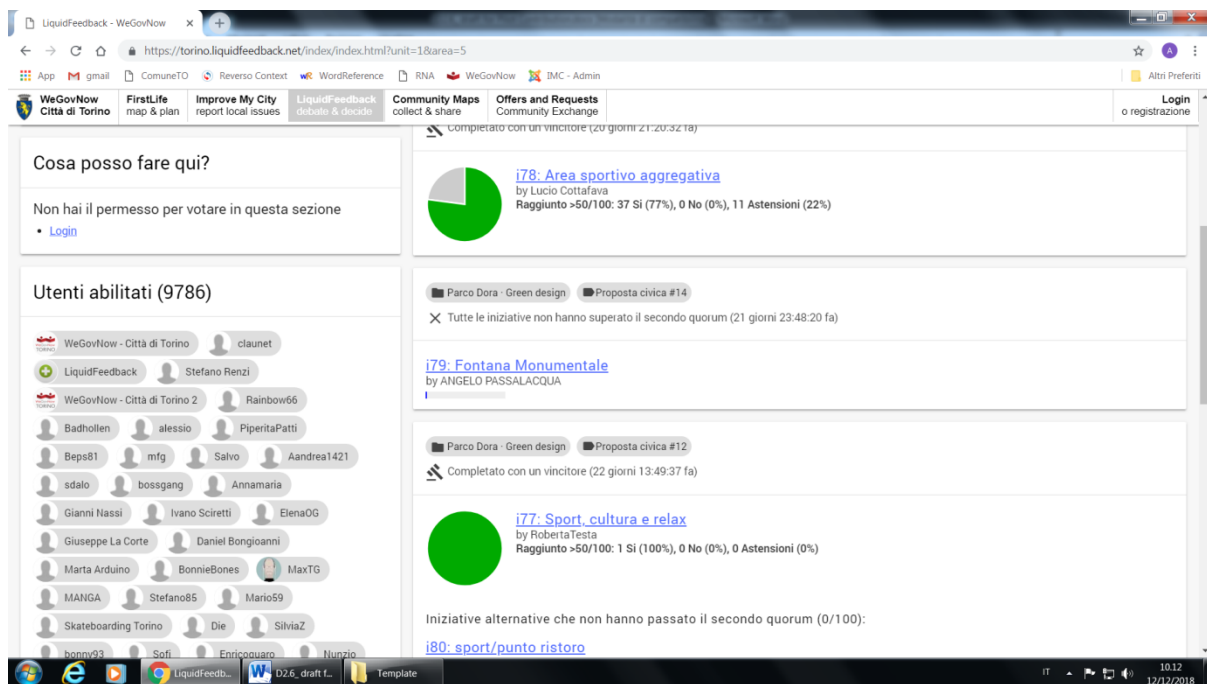 LiquidFeedback - WeGovNow
https://torino.liquidfeedback.net/index/index.html?unit=1&area=5
App gmail ComuneTO Reverso Context WordReference RNA WeGovNow IMC - Admin Altri Preferiti
WeGovNow FirstLife Improve My City LiquidFeedback Community Maps Offers and Requests Login
Città di Torino map & plan report local issues debate & decide collect & share Community Exchange o registrazione
Completato con un vincitore (20 giorni 21:20:32 fa)
Cosa posso fare qui?
Non hai il permesso per votare in questa sezione
Login
i78: Area sportivo aggregativa
by Lucio Cottafava
Raggiunto >50/100: 37 Si (77%), 0 No (0%), 11 Astensioni (22%)
Utenti abilitati (9786)
WeGovNow - Città di Torino claunet
LiquidFeedback Stefano Renzi
WeGovNow - Città di Torino 2 Rainbow66
Badhollen alessio PiperitaPatti
Beps81 mfg Salvo Aandrea1421
sdalo bossgang Annamaria
Gianni Nassi Ivano Sciretti ElenaOG
Giuseppe La Corte Daniel Bongioanni
Marta Arduino BonnieBones MaxTG
MANGA Stefano85 Mario59
Skateboarding Torino Die SilviaZ
bonny93 Sofi Enricoguaro Nunzio
Parco Dora - Green design Proposta civica #14
Tutte le iniziative non hanno superato il secondo quorum (21 giorni 23:48:20 fa)
i79: Fontana Monumentale
by ANGELO PASSALACQUA
Parco Dora - Green design Proposta civica #12
Completato con un vincitore (22 giorni 13:49:37 fa)
i77: Sport, cultura e relax
by RobertaTesta
Raggiunto >50/100: 1 Si (100%), 0 No (0%), 0 Astensioni (0%)
Iniziative alternative che non hanno passato il secondo quorum (0/100):
i80: sport/punto ristoro
LiquidFeedb... D2.6_ draft f... Template IT 10.12
12/12/2018